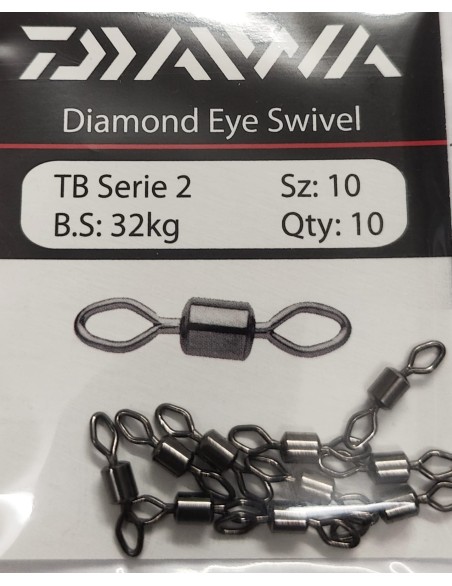 DAIWA
Diamond Eye Swivel
TB Serie 2 Sz: 10
B.S: 32kg Qty: 10